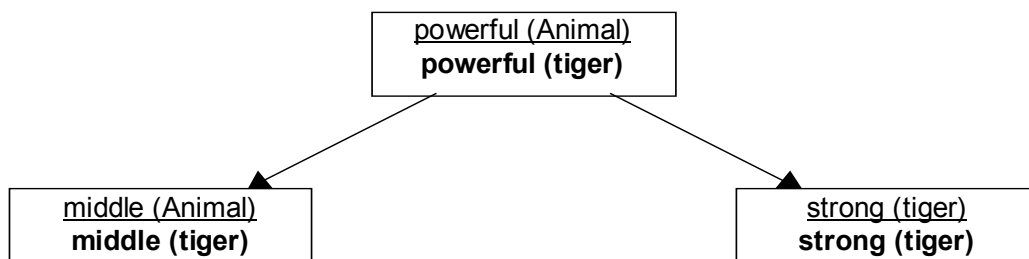 powerful (Animal)
powerful (tiger)
middle (Animal)
middle (tiger)
strong (tiger)
strong (tiger)